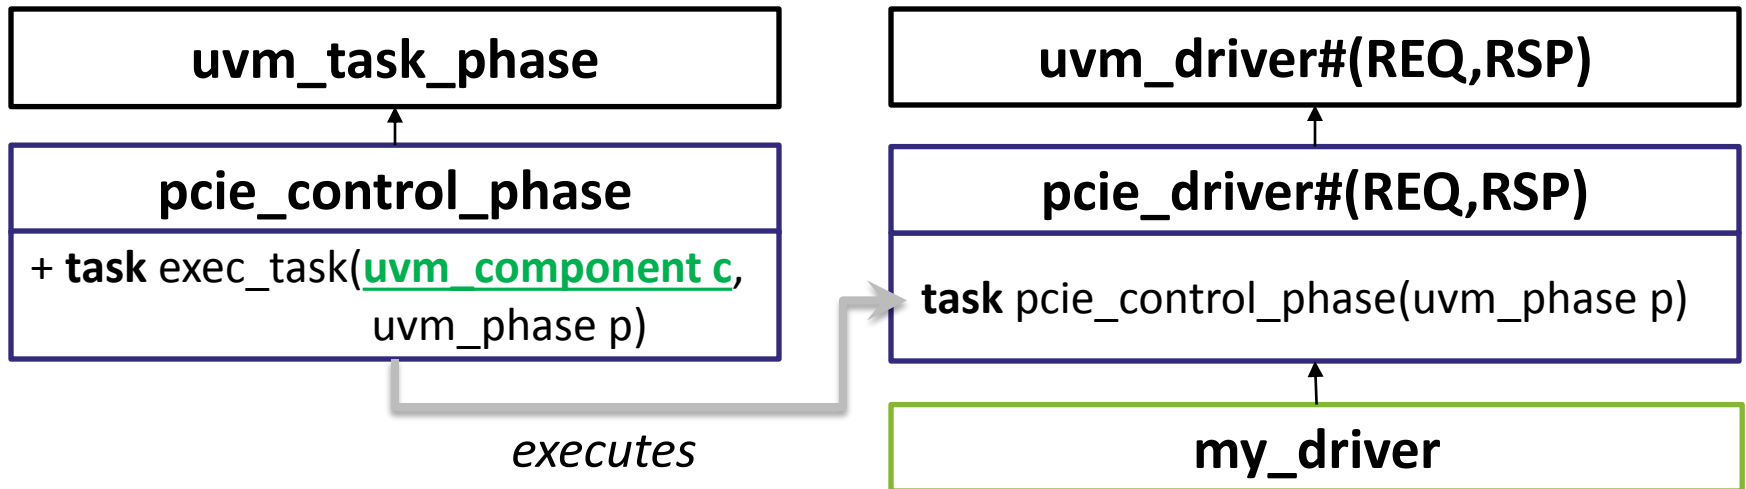 uvm_task_phase
pcie_control_phase
+ task exec_task(uvm_component c,
uvm_phase p)
executes
uvm_driver#(REQ,RSP)
pcie_driver#(REQ,RSP)
task pcie_control_phase(uvm_phase p)
my_driver